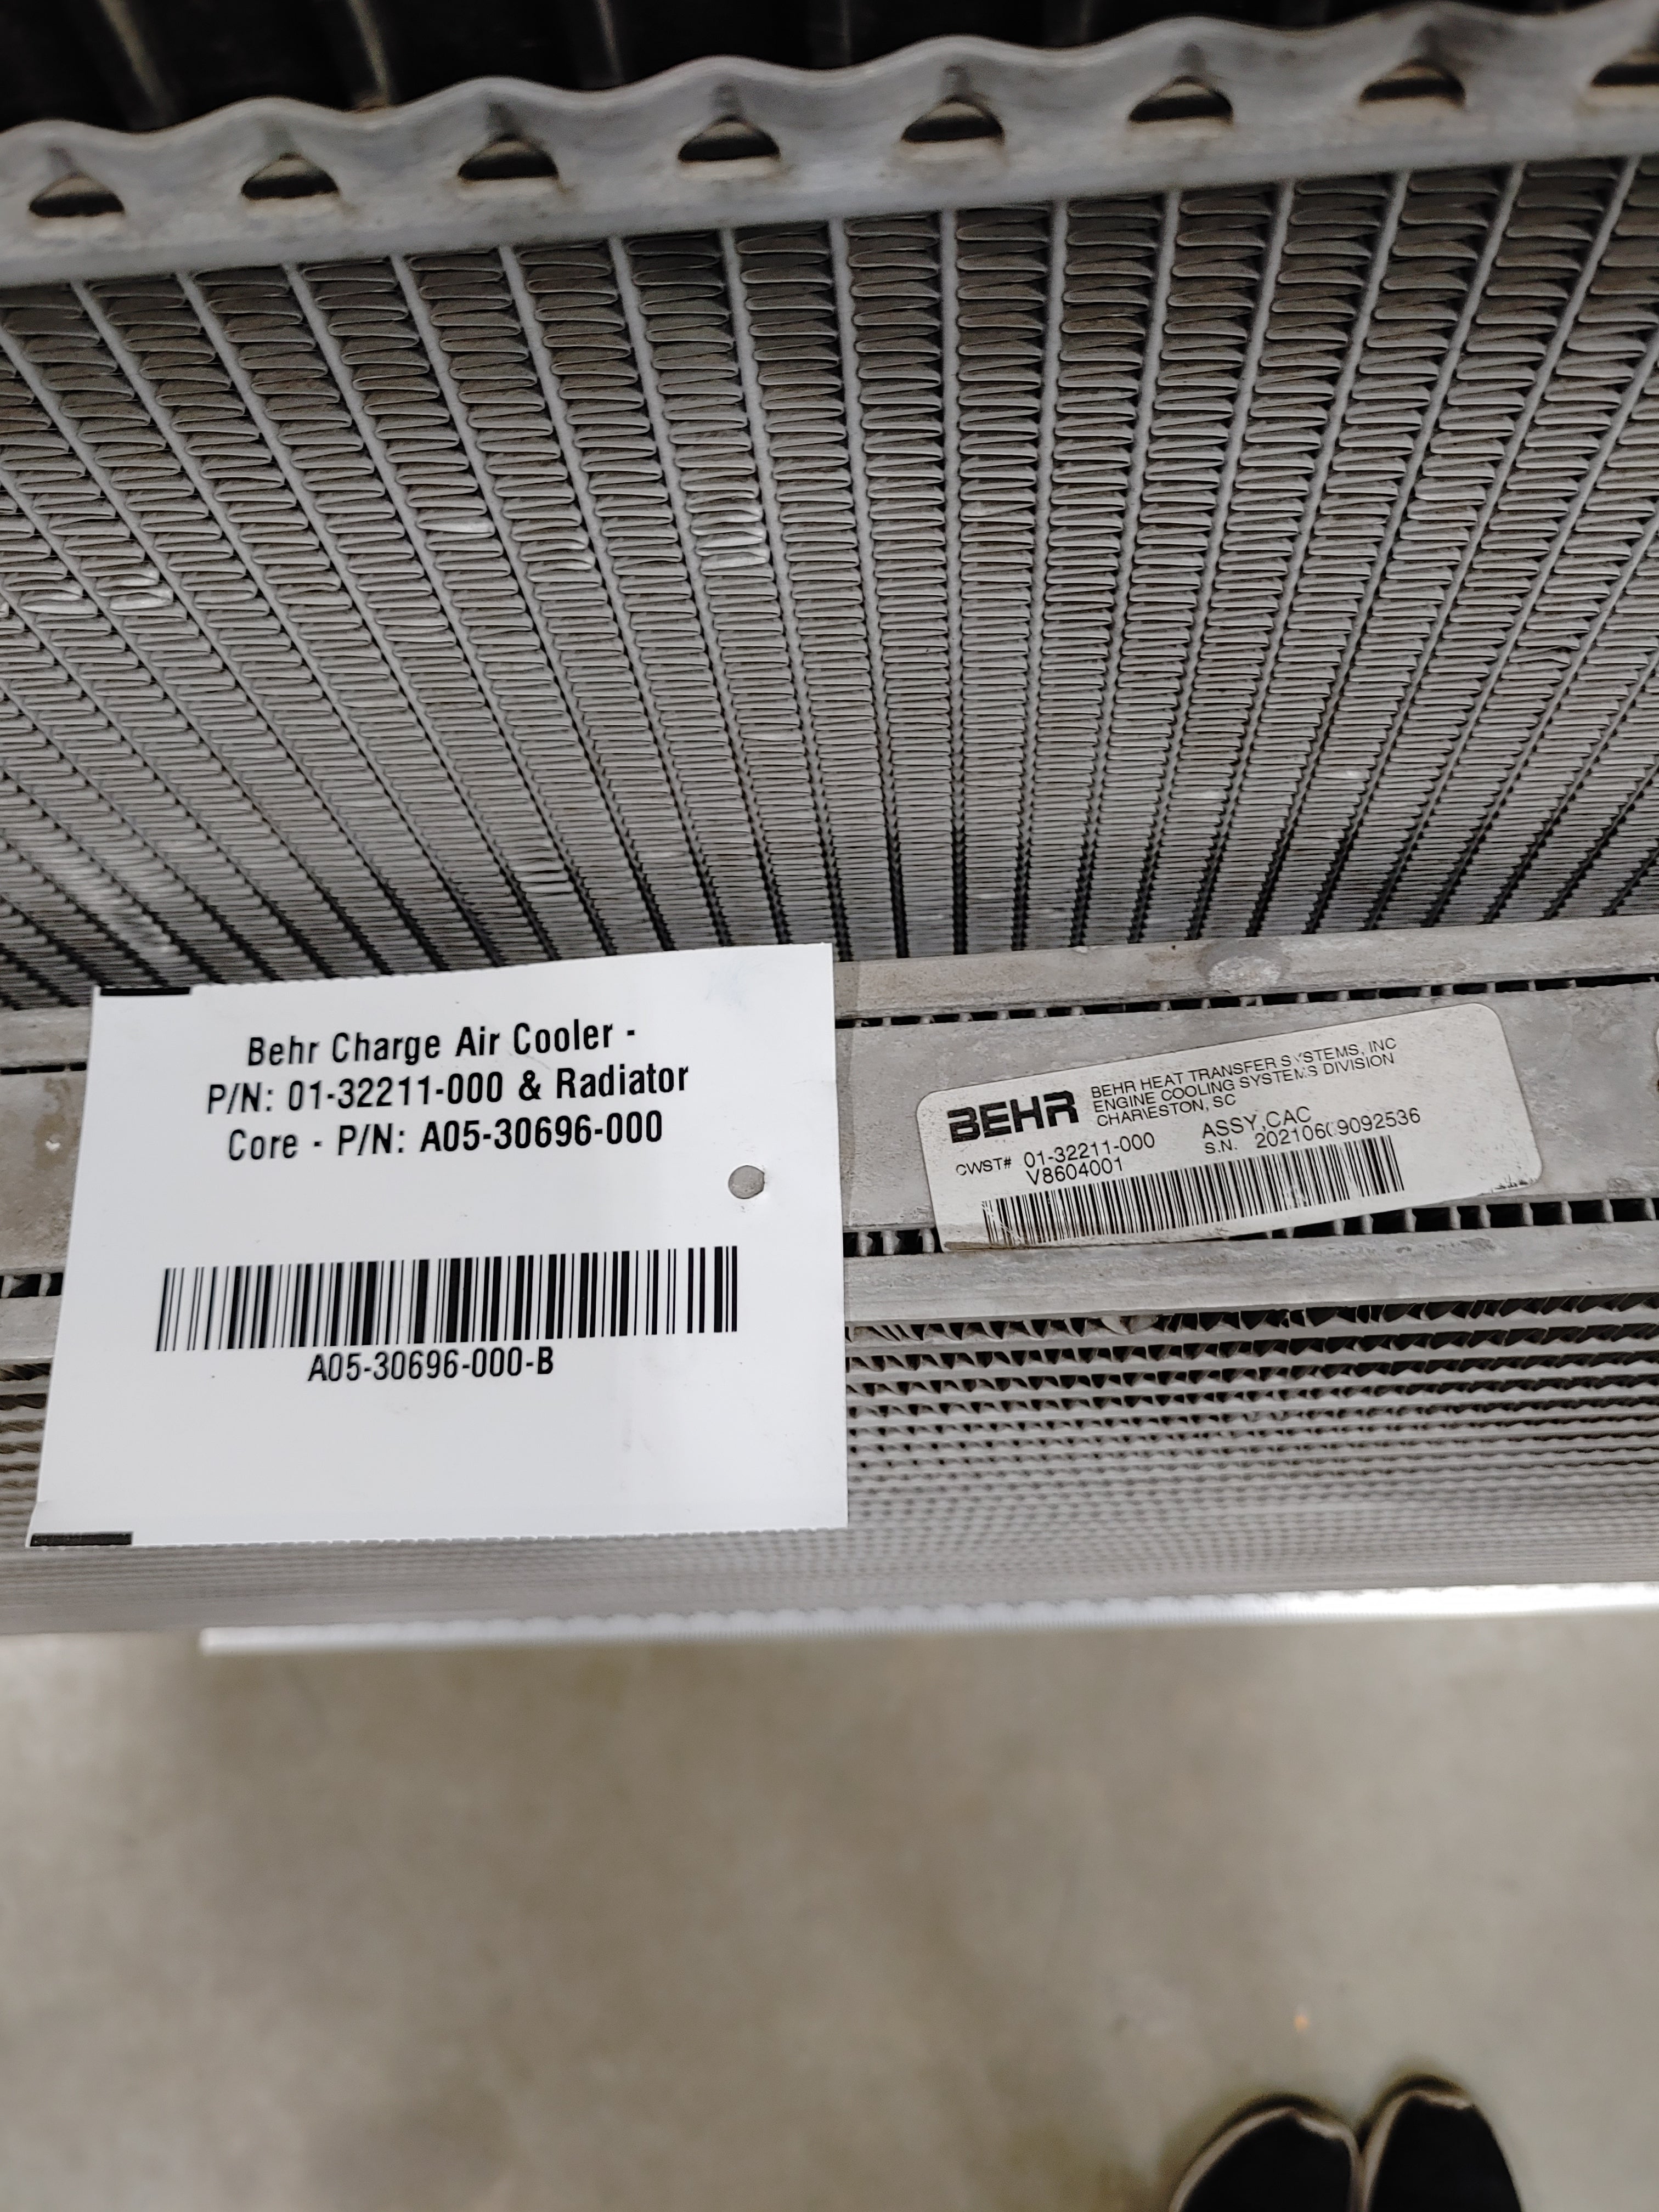 Behr Charge Air Cooler -
P/N: 01-32211-000 & Radiator
Core - P/N: A05-30696-000
A05-30696-000-B
BEHR
BEHR HEAT TRANSFER SYSTEMS, INC
ENGINE COOLING SYSTEMS DIVISION
CHARLESTON, SC
CWST# 01-32211-000 ASSY,CAC
V8604001 S.N.